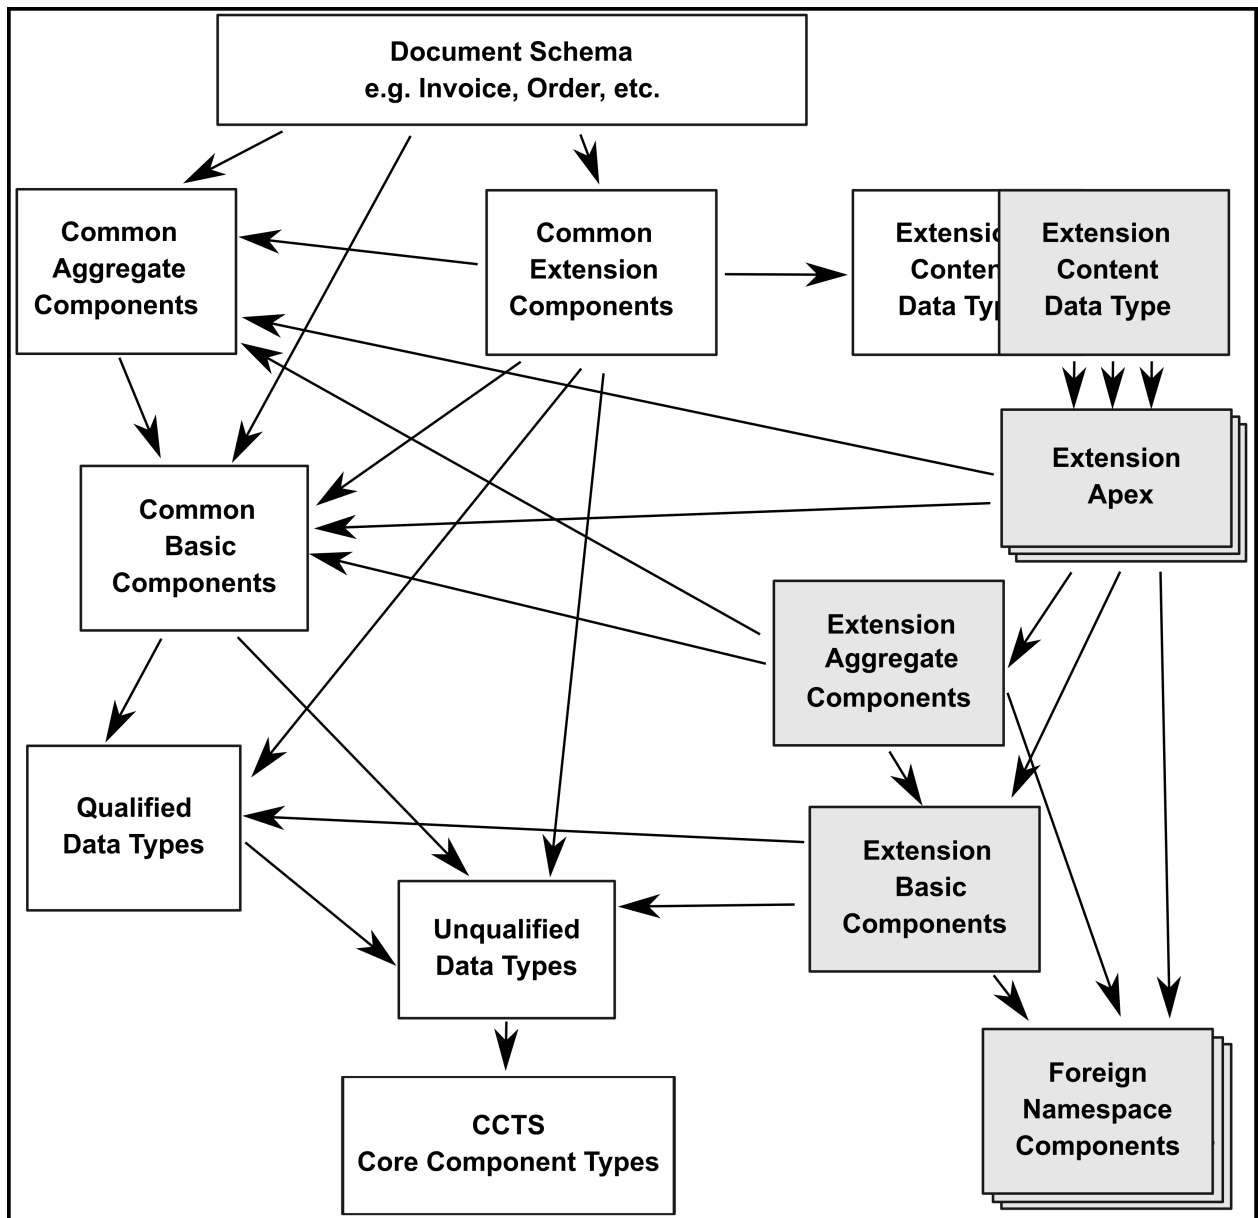 Document Schema
e.g. Invoice, Order, etc.
Common
Aggregate
Components
Common
Extension
Components
Extensio
Conten
Data Typ
Extension
Content
Data Type
Extension
Apex
Common
Basic
Components
Extension
Aggregate
Components
Qualified
Data Types
Extension
Basic
Components
Unqualified
Data Types
Foreign
Namespace
Components
CCTS
Core Component Types